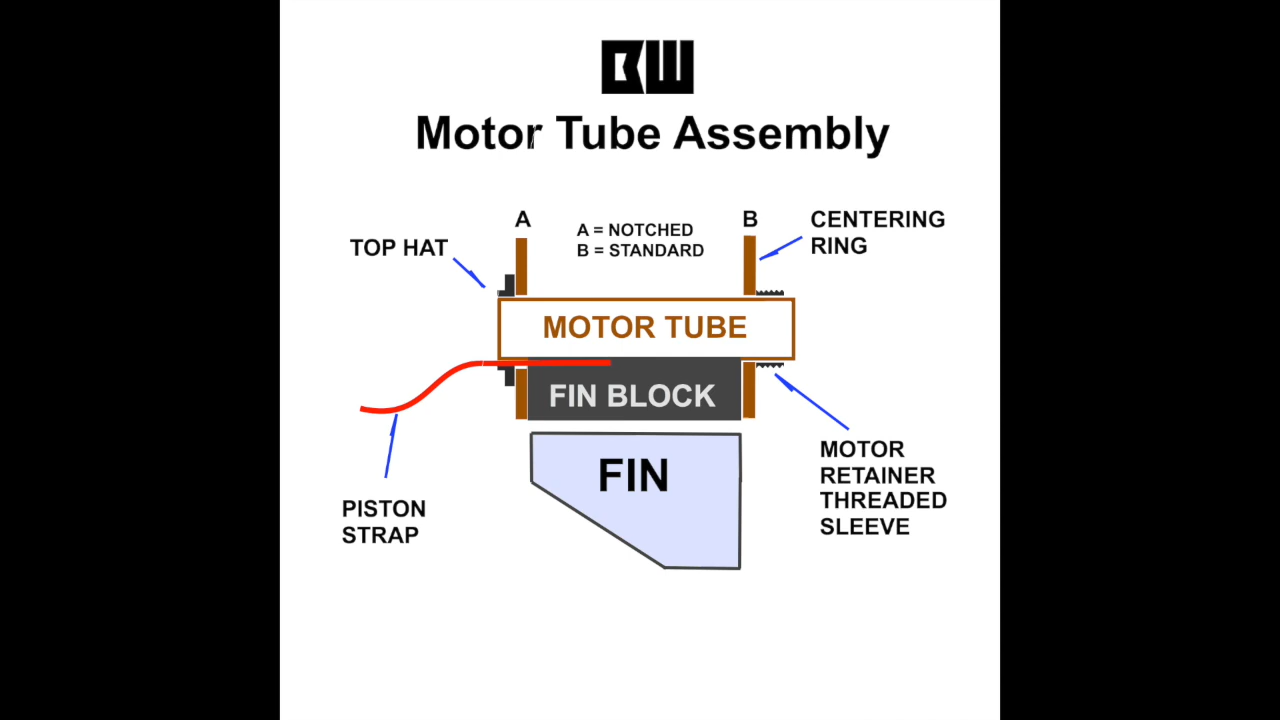 BW
Motor Tube Assembly
A
B
A = NOTCHED
B = STANDARD
CENTERING
RING
TOP HAT
MOTOR TUBE
FIN BLOCK
FIN
PISTON
STRAP
MOTOR
RETAINER
THREADED
SLEEVE